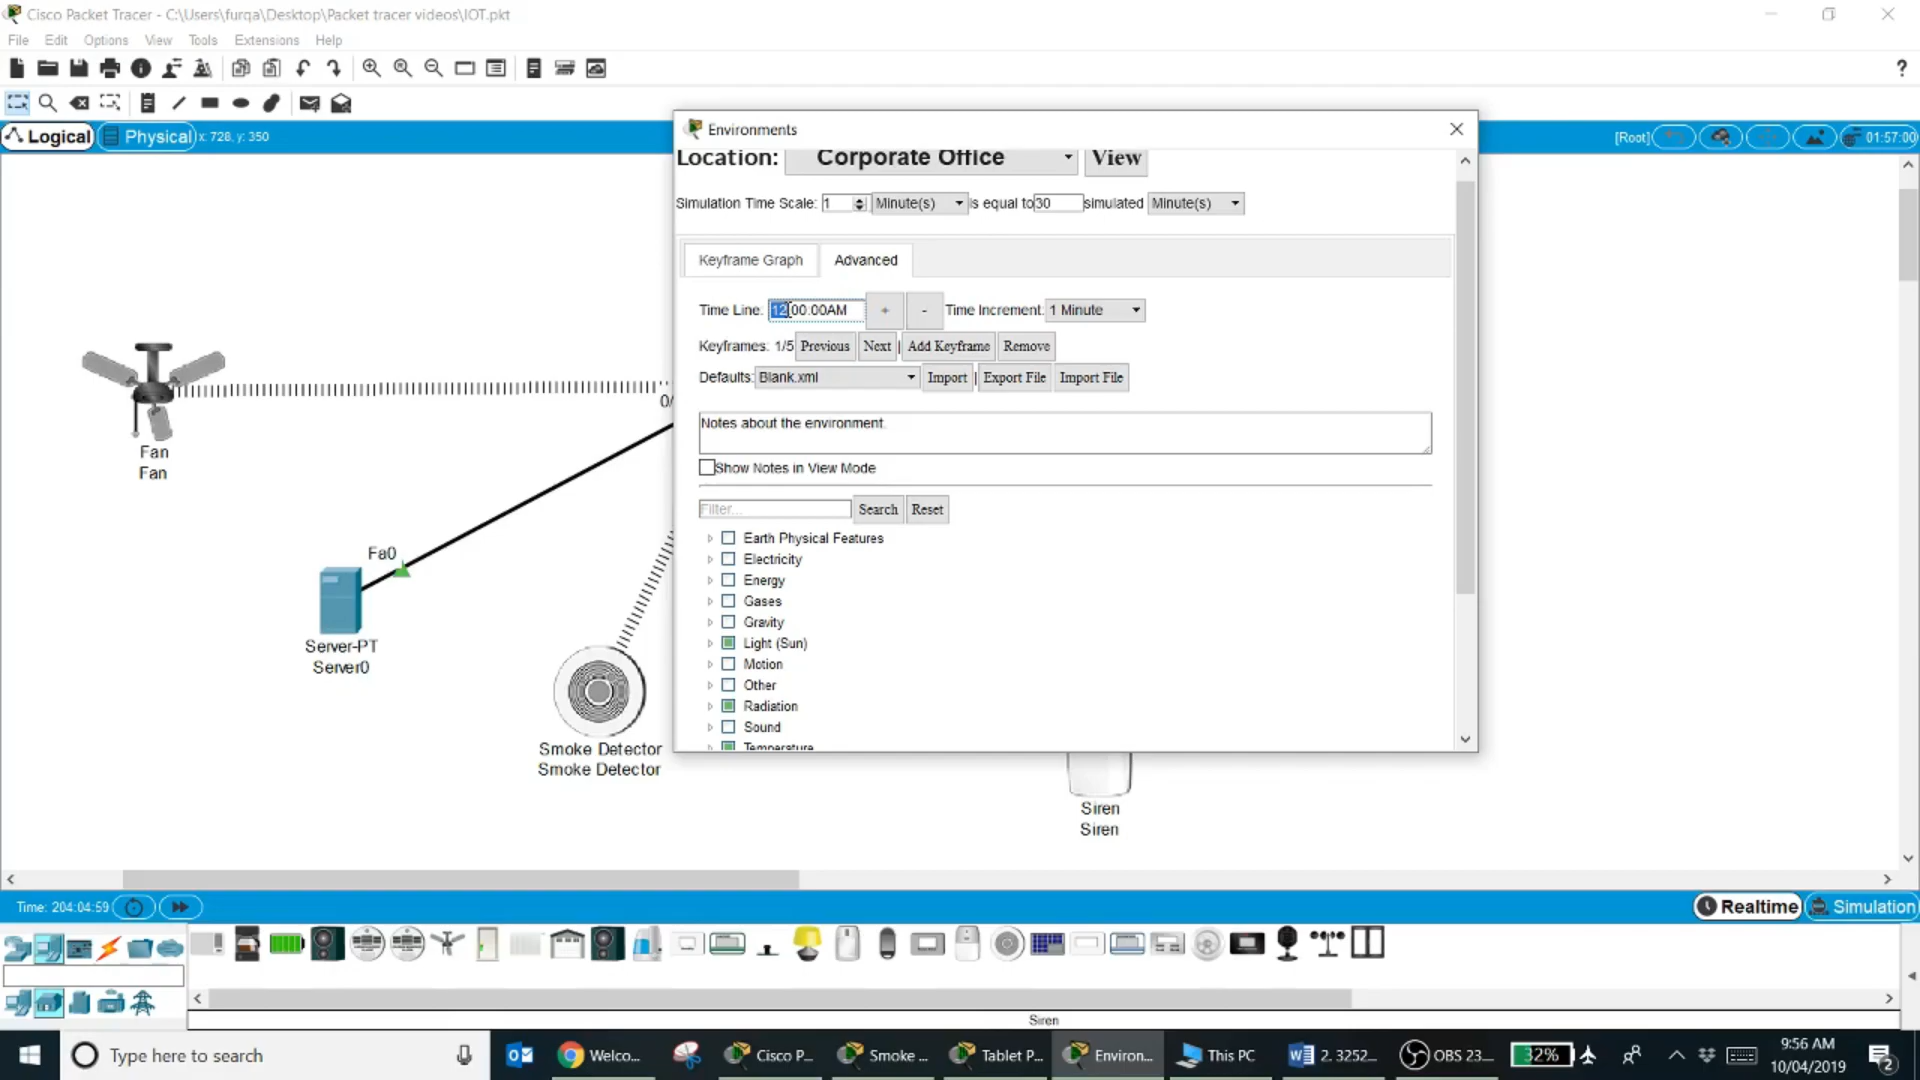 Cisco Packet Tracer - C:\Users\furqa\Desktop\Packet tracer videos\IOT.pkt
File Edit Options View Tools Extensions Help
?
Logical Physical x: 728, y: 350
[Root] 01:57:00
Environments
Location: Corporate Office View
Simulation Time Scale: 1 Minute(s) is equal to 30 simulated Minute(s)
Keyframe Graph Advanced
Time Line: 12:00:00AM + - Time Increment: 1 Minute
Keyframes: 1/5 Previous Next | Add Keyframe Remove
Defaults: Blank.xml Import | Export File Import File
Notes about the environment.
Show Notes in View Mode
Filter... Search Reset
Earth Physical Features
Electricity
Energy
Gases
Gravity
Light (Sun)
Motion
Other
Radiation
Sound
Temperature
0/
Fan
Fan
Fa0
Server-PT
Server0
Smoke Detector
Smoke Detector
Siren
Siren
Time: 204:04:59
Realtime Simulation
Siren
Type here to search
Welco...
Cisco P...
Smoke ...
Tablet P...
Environ...
This PC
2. 3252...
OBS 23....
32%
9:56 AM
10/04/2019
2